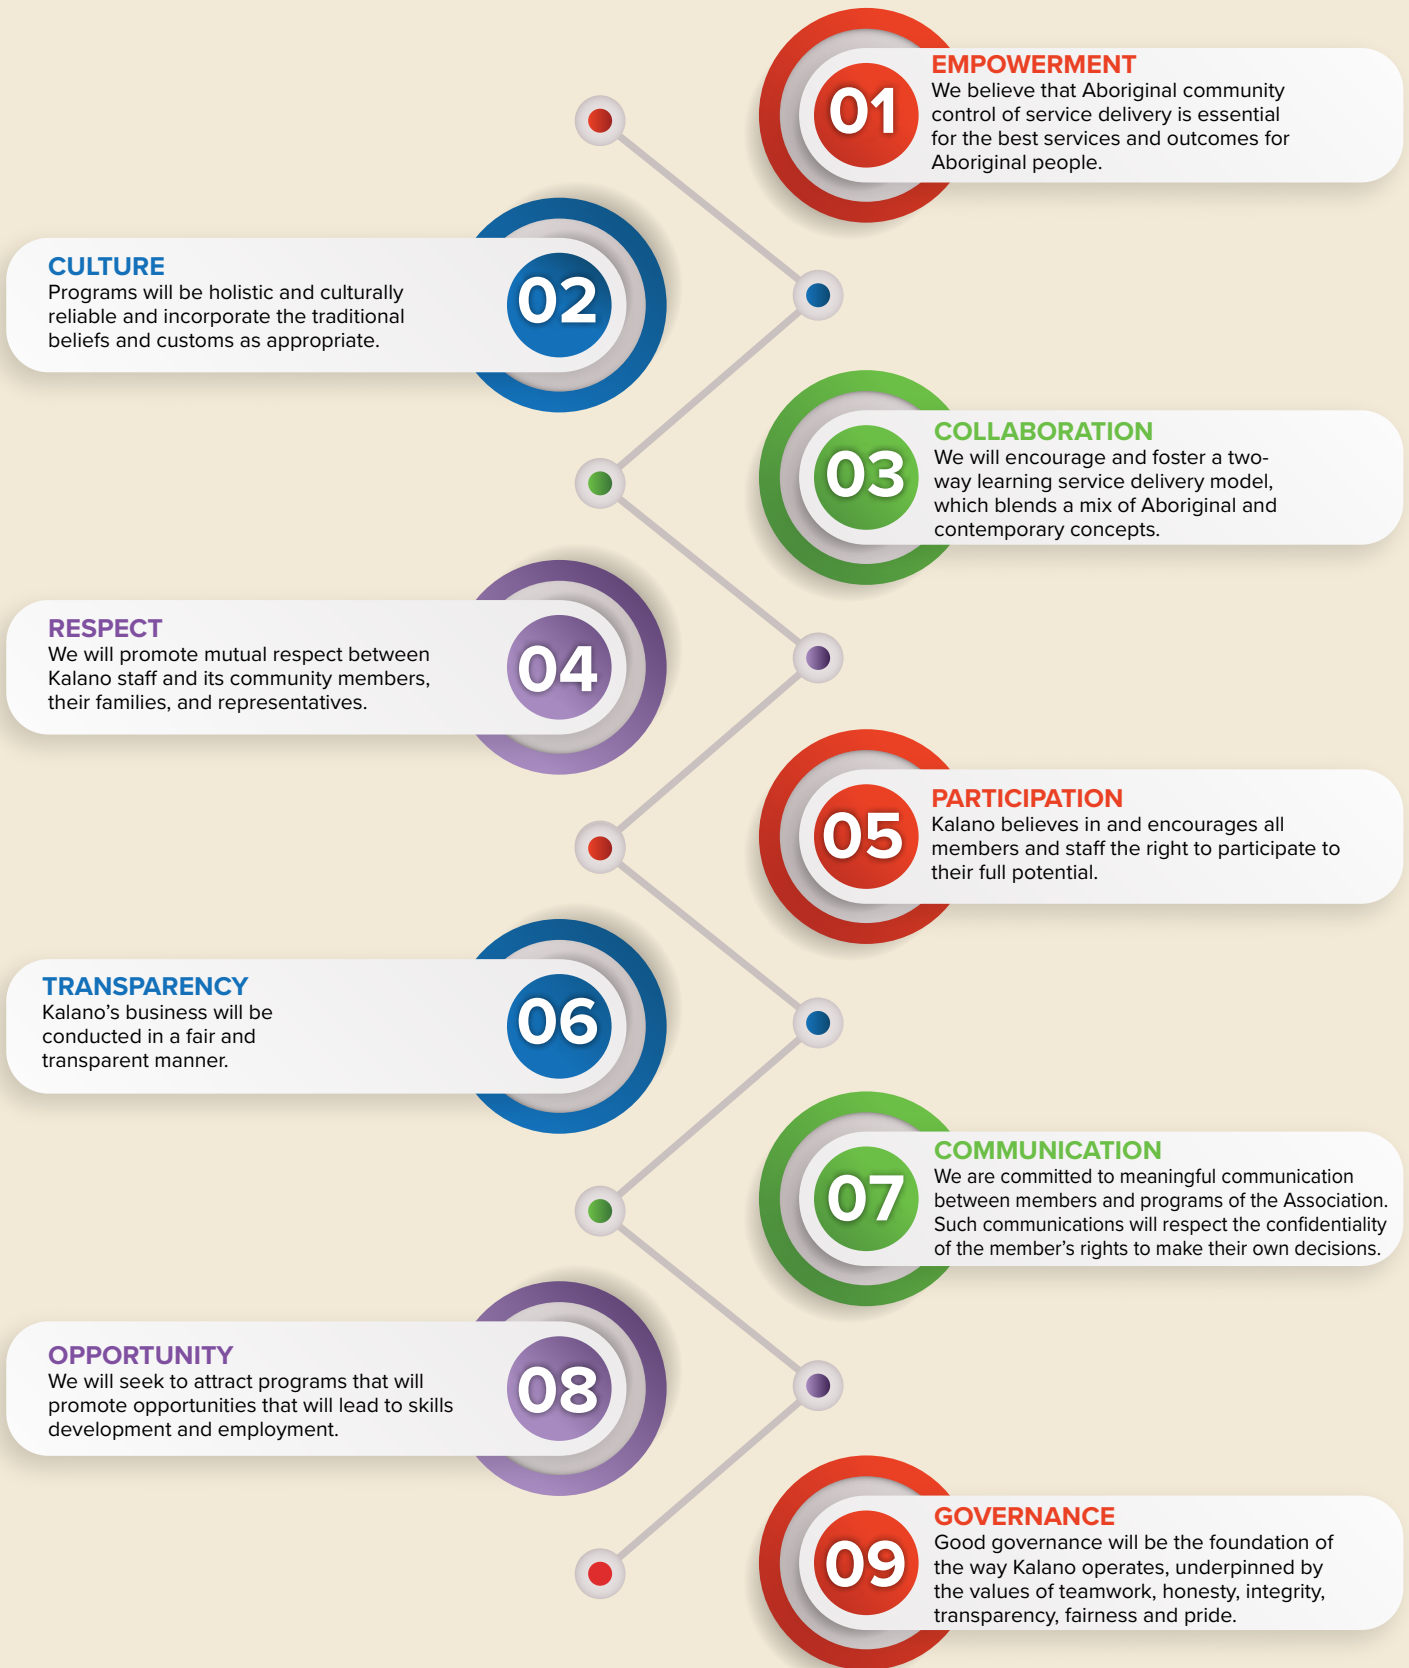 01
EMPOWERMENT
We believe that Aboriginal community
control of service delivery is essential
for the best services and outcomes for
Aboriginal people.
02
CULTURE
Programs will be holistic and culturally
reliable and incorporate the traditional
beliefs and customs as appropriate.
03
COLLABORATION
We will encourage and foster a two-
way learning service delivery model,
which blends a mix of Aboriginal and
contemporary concepts.
04
RESPECT
We will promote mutual respect between
Kalano staff and its community members,
their families, and representatives.
05
PARTICIPATION
Kalano believes in and encourages all
members and staff the right to participate to
their full potential.
06
TRANSPARENCY
Kalano’s business will be
conducted in a fair and
transparent manner.
07
COMMUNICATION
We are committed to meaningful communication
between members and programs of the Association.
Such communications will respect the confidentiality
of the member’s rights to make their own decisions.
08
OPPORTUNITY
We will seek to attract programs that will
promote opportunities that will lead to skills
development and employment.
09
GOVERNANCE
Good governance will be the foundation of
the way Kalano operates, underpinned by
the values of teamwork, honesty, integrity,
transparency, fairness and pride.